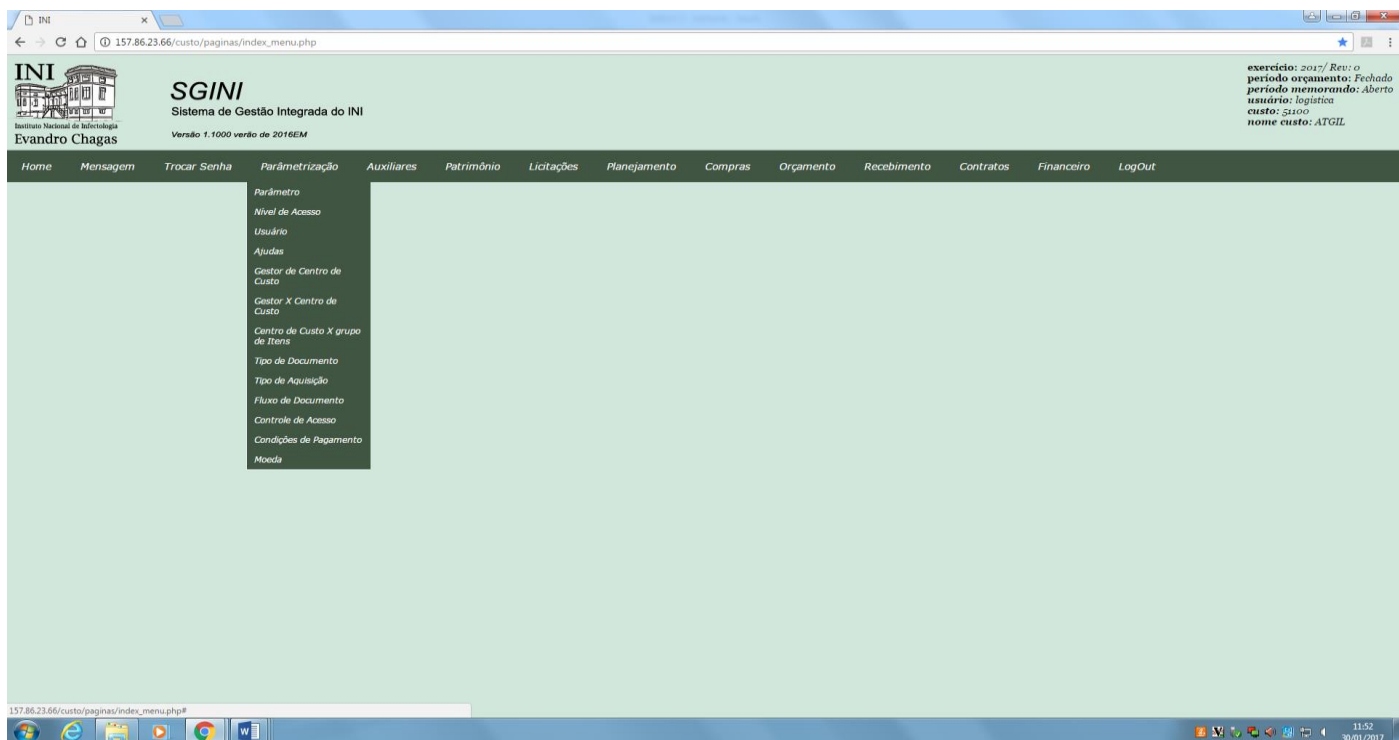 INI
157.86.23.66/custo/paginas/index_menu.php
INI
Instituto Nacional de Infectologia
Evandro Chagas
SGINI
Sistema de Gestão Integrada do INI
Versão 1.1000 verão de 2016EM
exercício: 2017/ Rev: 0
período orçamento: Fechado
período memorando: Aberto
usuário: logistica
custo: 51100
nome custo: ATGIL
Home Mensagem Trocar Senha Parâmetrização Auxiliares Patrimônio Licitações Planejamento Compras Orçamento Recebimento Contratos Financeiro LogOut
Parâmetro
Nível de Acesso
Usuário
Ajudas
Gestor de Centro de
Custo
Gestor X Centro de
Custo
Centro de Custo X grupo
de Itens
Tipo de Documento
Tipo de Aquisição
Fluxo de Documento
Controle de Acesso
Condições de Pagamento
Moeda
157.86.23.66/custo/paginas/index_menu.php#
11:52
30/01/2017